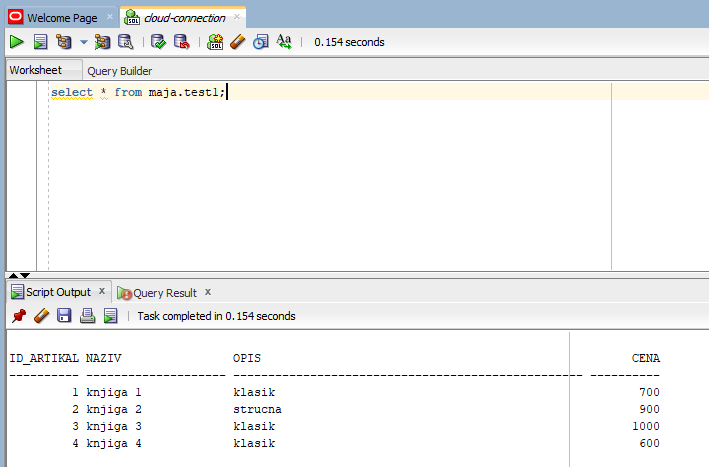 Welcome Page × cloud-connection ×
0.154 seconds
Worksheet Query Builder
select * from maja.test1;
Script Output × Query Result ×
Task completed in 0.154 seconds
ID_ARTIKAL NAZIV OPIS CENA
---------- -------------------- -------------------------------------------------- ----------
1 knjiga 1 klasik 700
2 knjiga 2 strucna 900
3 knjiga 3 klasik 1000
4 knjiga 4 klasik 600